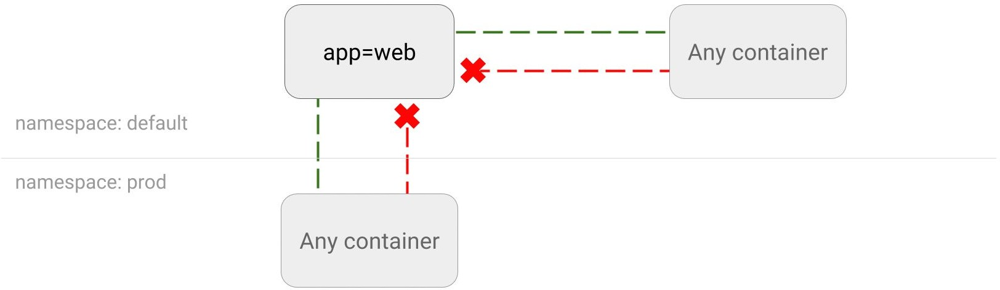 app=web
Any container
namespace: default
namespace: prod
Any container